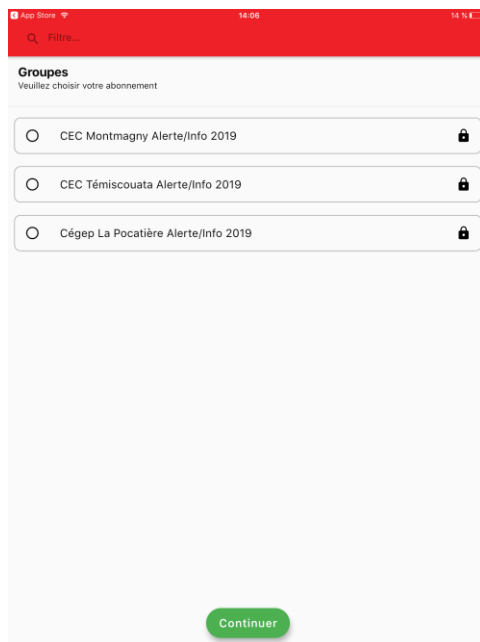 App Store 14:06 14 %
Filtre...
Groupes
Veuillez choisir votre abonnement
CEC Montmagny Alerte/Info 2019
CEC Témiscouata Alerte/Info 2019
Cégep La Pocatière Alerte/Info 2019
Continuer